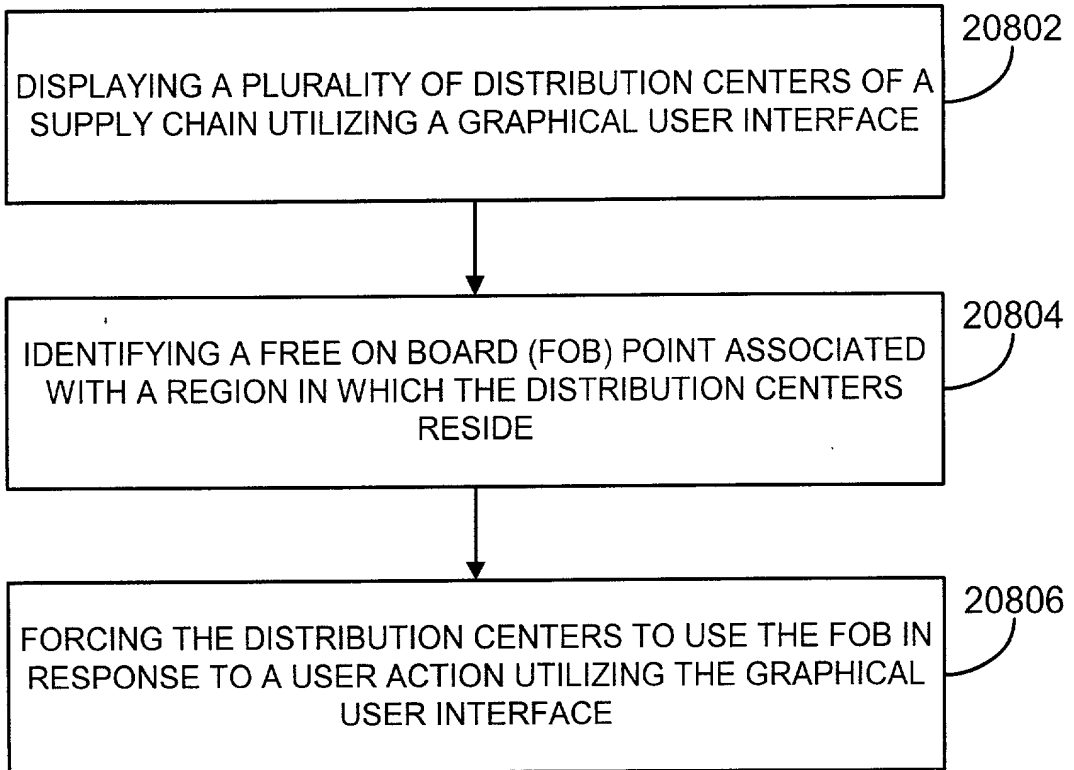 20802
DISPLAYING A PLURALITY OF DISTRIBUTION CENTERS OF A
SUPPLY CHAIN UTILIZING A GRAPHICAL USER INTERFACE
20804
IDENTIFYING A FREE ON BOARD (FOB) POINT ASSOCIATED
WITH A REGION IN WHICH THE DISTRIBUTION CENTERS
RESIDE
20806
FORCING THE DISTRIBUTION CENTERS TO USE THE FOB IN
RESPONSE TO A USER ACTION UTILIZING THE GRAPHICAL
USER INTERFACE